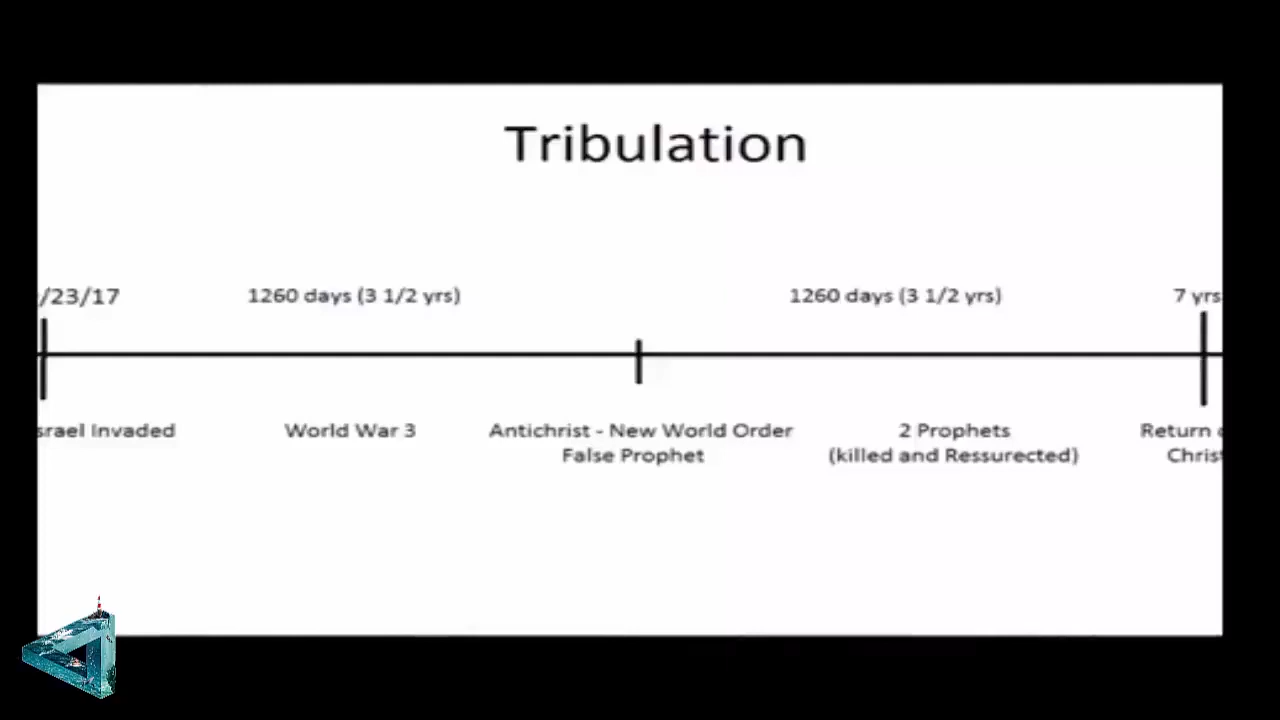 Tribulation
/23/17 1260 days (3 1/2 yrs) 1260 days (3 1/2 yrs) 7 yrs
srael Invaded World War 3 Antichrist - New World Order 2 Prophets Return
False Prophet (killed and Ressurected) Christ